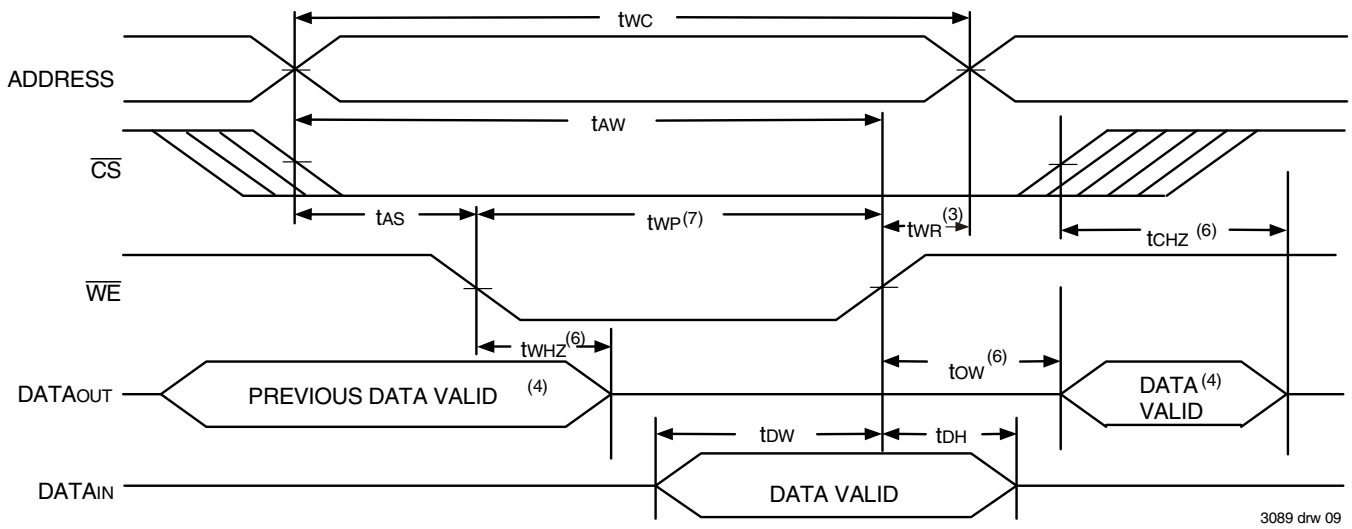 tWC
ADDRESS
tAW
CS
tAS
tWP(7)
tWR(3)
tCHZ (6)
WE
tWHZ(6)
tOW (6)
DATAOUT
PREVIOUS DATA VALID (4)
DATA (4)
VALID
tDW
tDH
DATAIN
DATA VALID
3089 drw 09